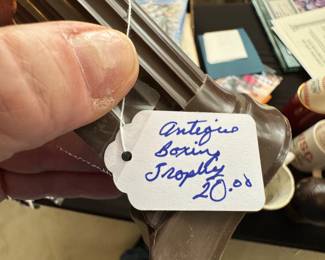 Antique
Boxing
Trophy
20.00